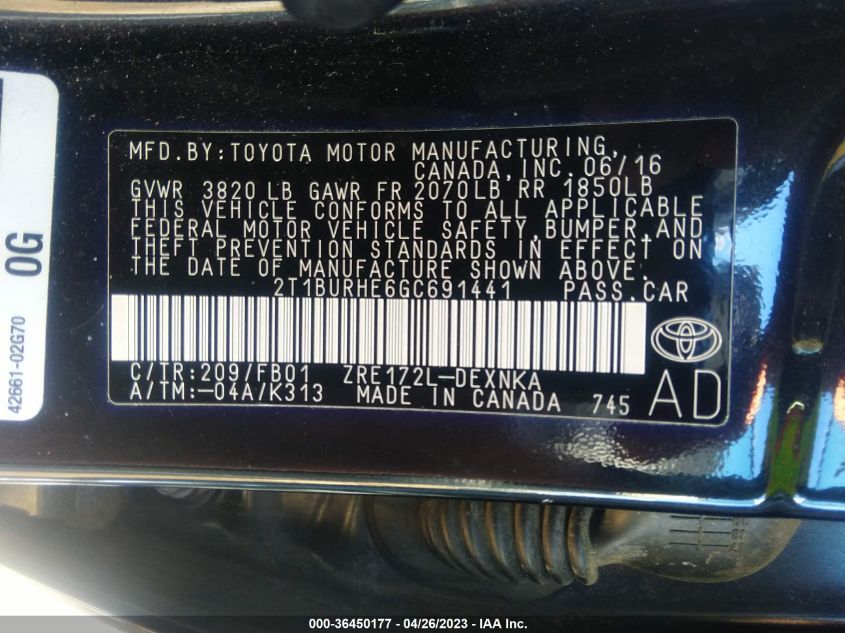 MFD.BY:TOYOTA MOTOR MANUFACTURING,
CANADA,INC. 06/16
GVWR 3820 LB GAWR FR 2070LB RR 1850LB
THIS VEHICLE CONFORMS TO ALL APPLICABLE
FEDERAL MOTOR VEHICLE SAFETY,BUMPER,AND
THEFT PREVENTION STANDARDS IN EFFECT ON
THE DATE OF MANUFACTURE SHOWN ABOVE.
2T1BURHE6GC691441 PASS.CAR
C/TR:209/FB01 ZRE172L-DEXNKA
A/TM:-04A/K313 MADE IN CANADA 745
AD
0G
42661-02G70
000-36450177 - 04/26/2023 - IAA Inc.